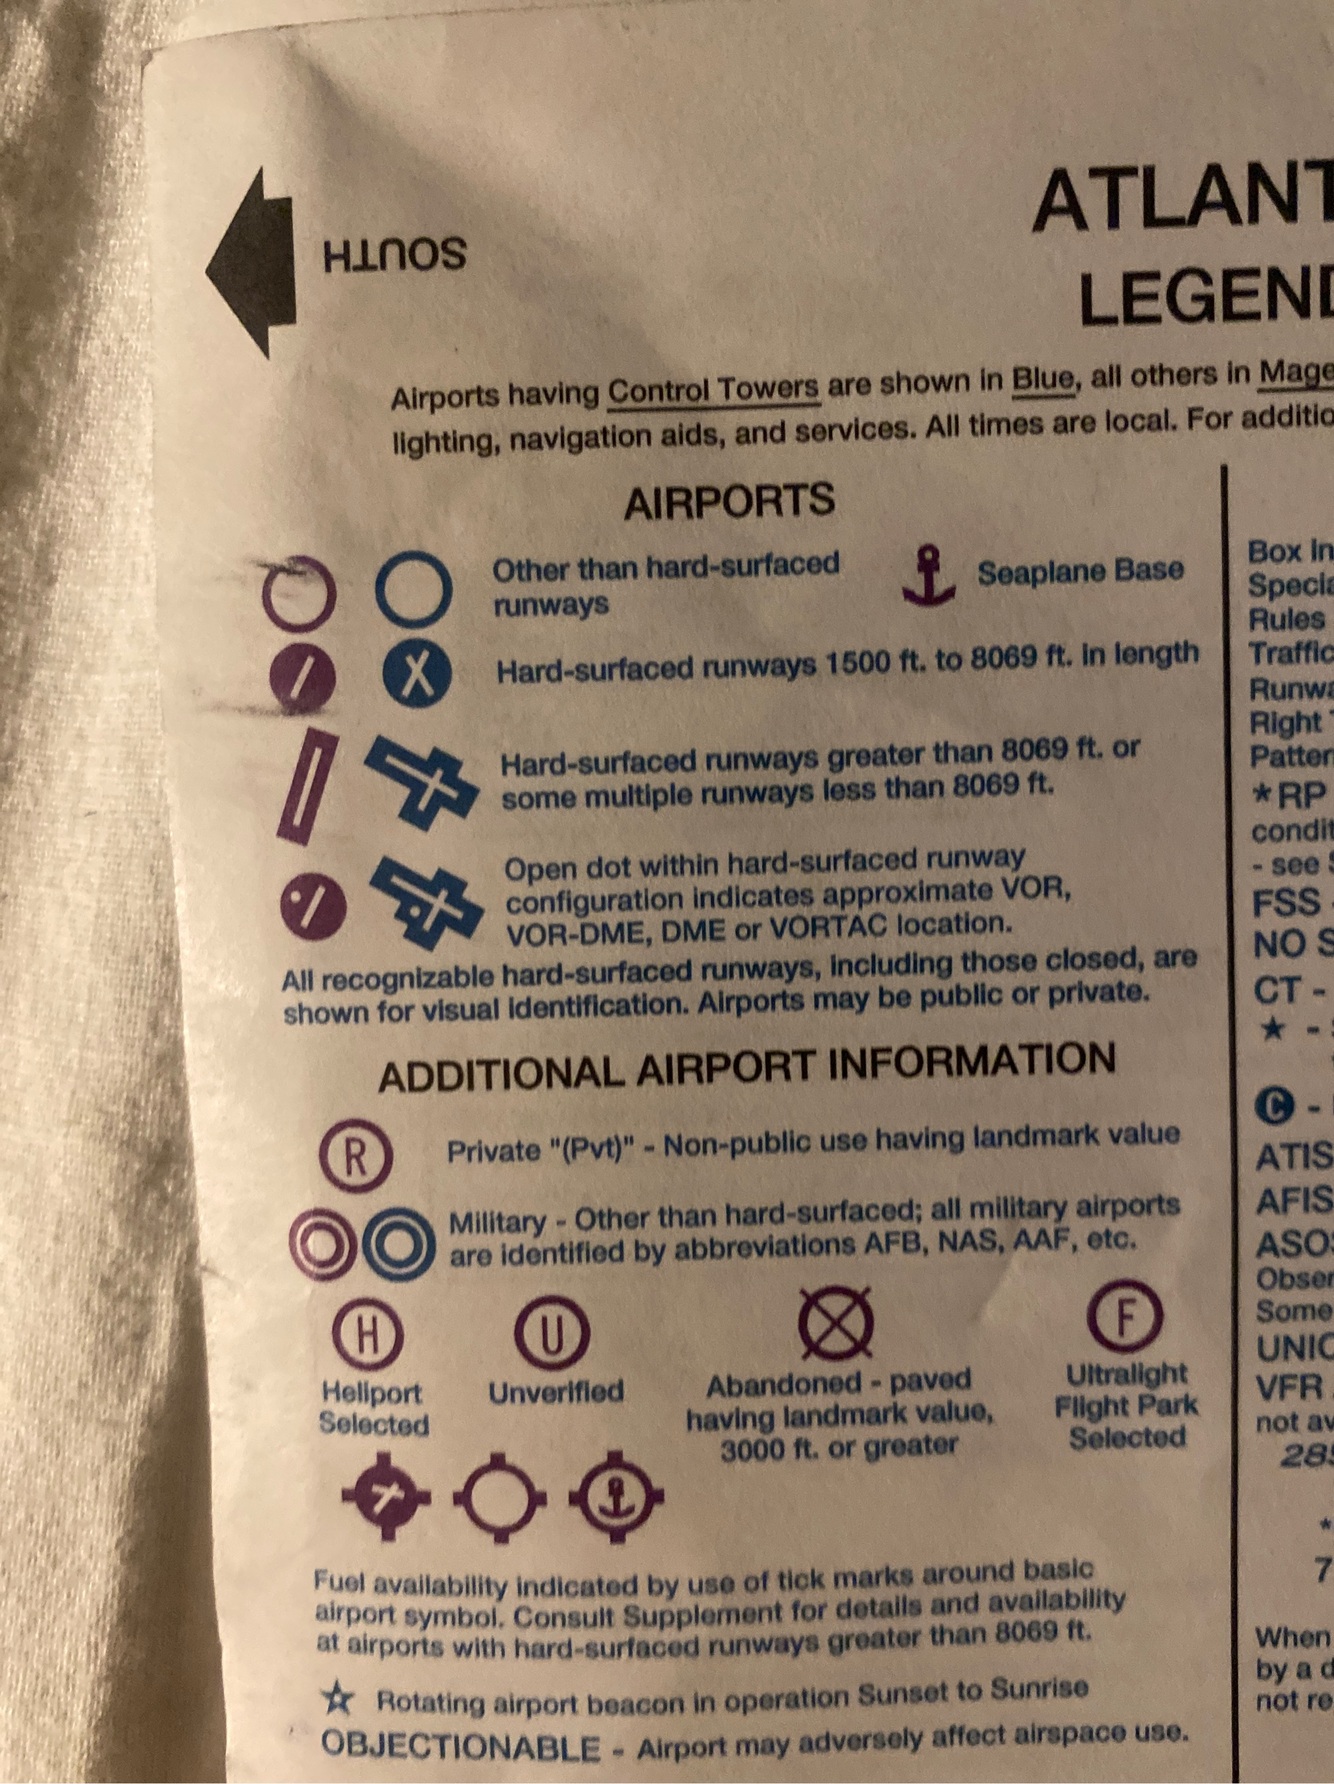 SOUTH
ATLANT
LEGEND
Airports having Control Towers are shown in Blue, all others in Mage
lighting, navigation aids, and services. All times are local. For additio
AIRPORTS
Other than hard-surfaced
runways
Seaplane Base
Hard-surfaced runways 1500 ft. to 8069 ft. in length
Hard-surfaced runways greater than 8069 ft. or
some multiple runways less than 8069 ft.
Open dot within hard-surfaced runway
configuration indicates approximate VOR,
VOR-DME, DME or VORTAC location.
All recognizable hard-surfaced runways, including those closed, are
shown for visual identification. Airports may be public or private.
ADDITIONAL AIRPORT INFORMATION
R
Private "(Pvt)" - Non-public use having landmark value
Military - Other than hard-surfaced; all military airports
are identified by abbreviations AFB, NAS, AAF, etc.
H
U
F
Heliport
Selected
Unverified
Abandoned - paved
having landmark value,
3000 ft. or greater
Ultralight
Flight Park
Selected
Fuel availability indicated by use of tick marks around basic
airport symbol. Consult Supplement for details and availability
at airports with hard-surfaced runways greater than 8069 ft.
Rotating airport beacon in operation Sunset to Sunrise
OBJECTIONABLE - Airport may adversely affect airspace use.
Box in
Specia
Rules
Traffic
Runwa
Right
Patter
*RP
condit
- see
FSS
NO S
CT -
★ -
C -
ATIS
AFIS
ASOS
Obser
Some
UNIC
VFR
not av
285
*
7
When
by a d
not re